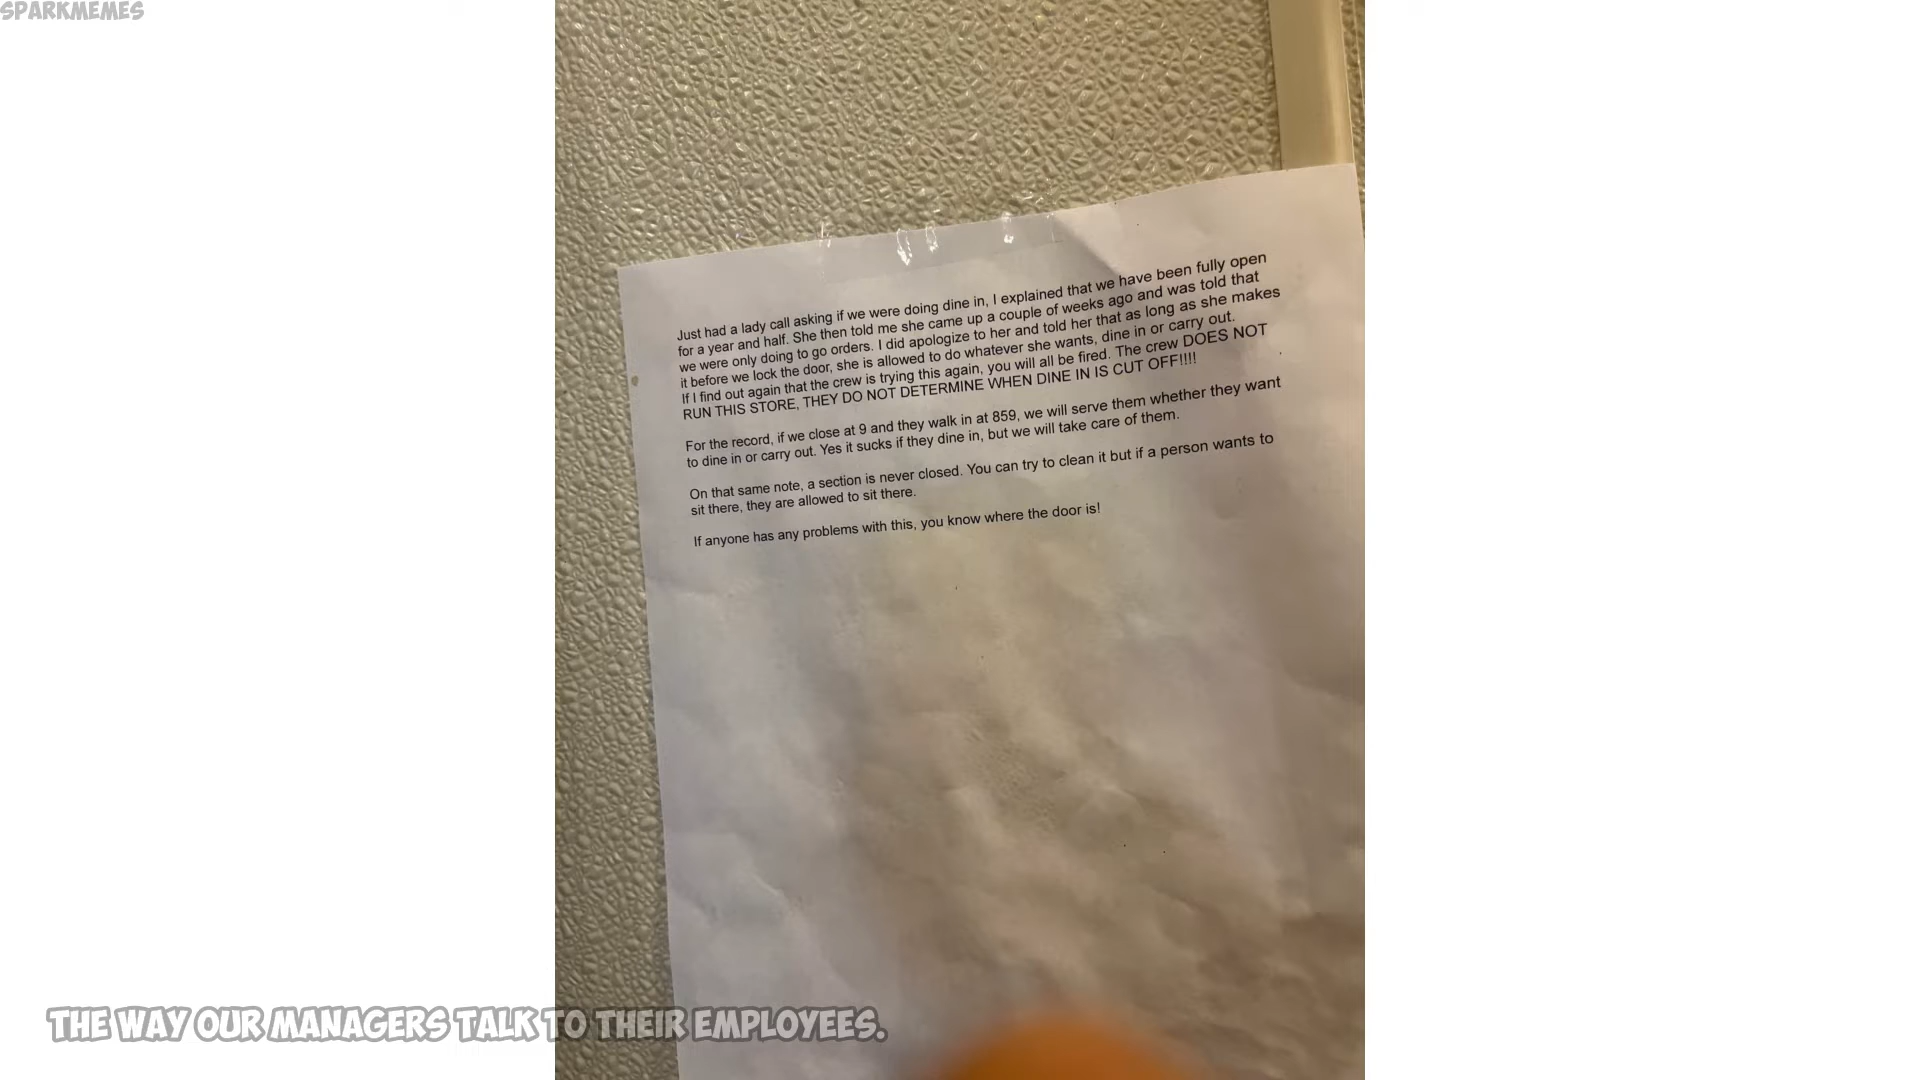 SPARKMEMES
Just had a lady call asking if we were doing dine in, I explained that we have been fully open
for a year and half. She then told me she came up a couple of weeks ago and was told that
we were only doing to go orders. I did apologize to her and told her that as long as she makes
it before we lock the door, she is allowed to do whatever she wants, dine in or carry out.
If I find out again that the crew is trying this again, you will all be fired. The crew DOES NOT
RUN THIS STORE, THEY DO NOT DETERMINE WHEN DINE IN IS CUT OFF!!!!
For the record, if we close at 9 and they walk in at 859, we will serve them whether they want
to dine in or carry out. Yes it sucks if they dine in, but we will take care of them.
On that same note, a section is never closed. You can try to clean it but if a person wants to
sit there, they are allowed to sit there.
If anyone has any problems with this, you know where the door is!
THE WAY OUR MANAGERS TALK TO THEIR EMPLOYEES.